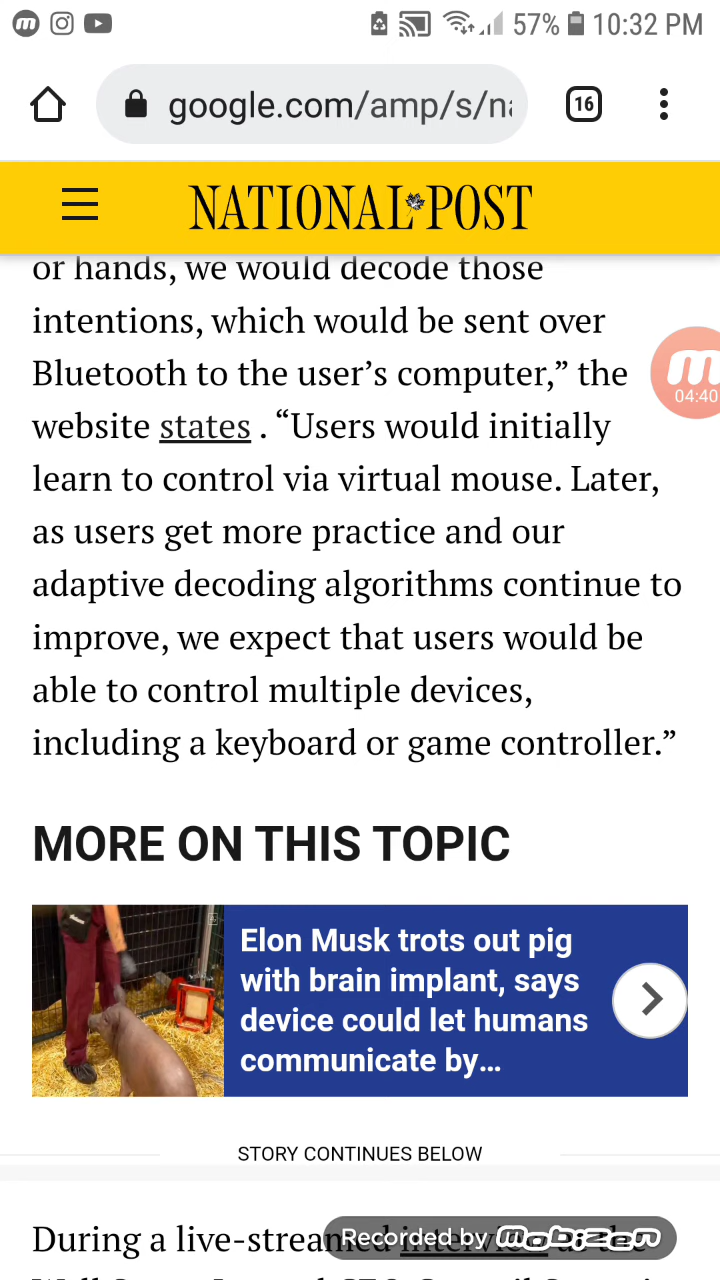 57% 10:32 PM
google.com/amp/s/na
16
NATIONAL POST
or hands, we would decode those
intentions, which would be sent over
Bluetooth to the user’s computer,” the
website states . “Users would initially
learn to control via virtual mouse. Later,
as users get more practice and our
adaptive decoding algorithms continue to
improve, we expect that users would be
able to control multiple devices,
including a keyboard or game controller.”
m
04:40
MORE ON THIS TOPIC
Elon Musk trots out pig
with brain implant, says
device could let humans
communicate by...
STORY CONTINUES BELOW
During a live-streamed interview at the
Recorded by Mobizen